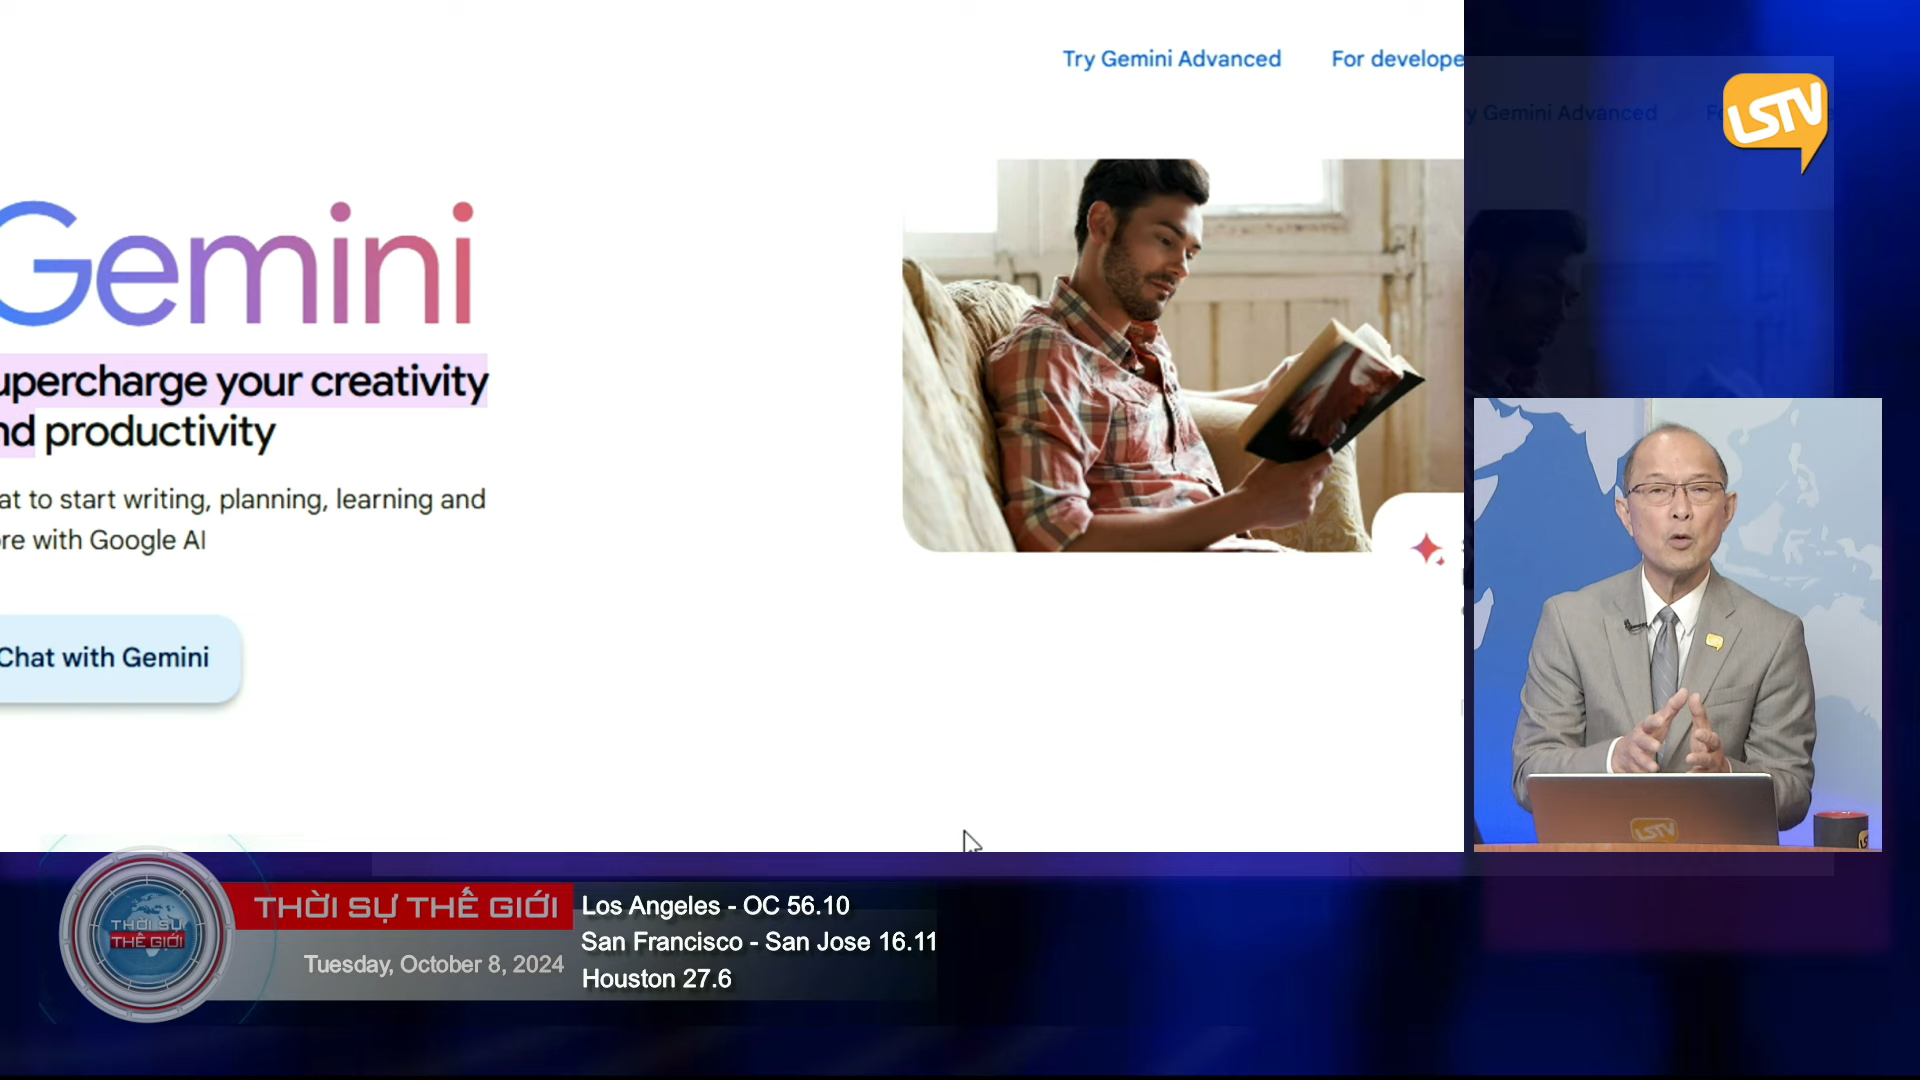 Try Gemini Advanced
For develope
y Gemini Advanced
LSTV
Gemini
upercharge your creativity
nd productivity
at to start writing, planning, learning and
re with Google AI
Chat with Gemini
LSTV
THỜI SỰ
THẾ GIỚI
THỜI SỰ THẾ GIỚI
Tuesday, October 8, 2024
Los Angeles - OC 56.10
San Francisco - San Jose 16.11
Houston 27.6